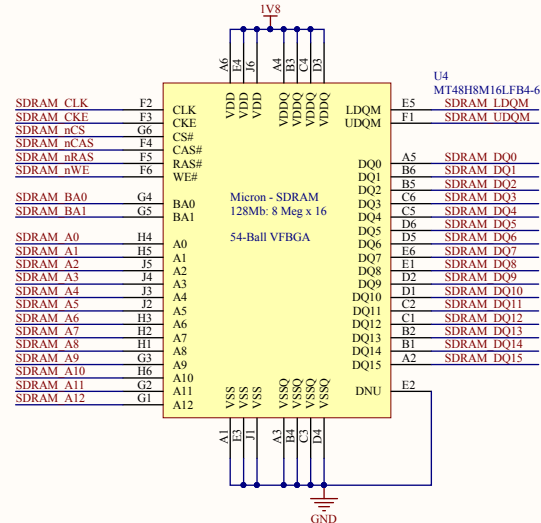 1V8
A6 E4 J6 A4 B3 C4 D3
U4
MT48H8M16LFB4-6
VDD VDD VDD VDDQ VDDQ VDDQ VDDQ
SDRAM_CLK F2 CLK
SDRAM_CKE F3 CKE
SDRAM_nCS G6 CS#
SDRAM_nCAS F4 CAS#
SDRAM_nRAS F5 RAS#
SDRAM_nWE F6 WE#
SDRAM_BA0 G4 BA0
SDRAM_BA1 G5 BA1
SDRAM_A0 H4 A0
SDRAM_A1 H5 A1
SDRAM_A2 J5 A2
SDRAM_A3 J4 A3
SDRAM_A4 J3 A4
SDRAM_A5 J2 A5
SDRAM_A6 H3 A6
SDRAM_A7 H2 A7
SDRAM_A8 H1 A8
SDRAM_A9 G3 A9
SDRAM_A10 H6 A10
SDRAM_A11 G2 A11
SDRAM_A12 G1 A12
Micron - SDRAM
128Mb: 8 Meg x 16
54-Ball VFBGA
LDQM E5 SDRAM_LDQM
UDQM F1 SDRAM_UDQM
DQ0 A5 SDRAM_DQ0
DQ1 B6 SDRAM_DQ1
DQ2 B5 SDRAM_DQ2
DQ3 C6 SDRAM_DQ3
DQ4 C5 SDRAM_DQ4
DQ5 D6 SDRAM_DQ5
DQ6 D5 SDRAM_DQ6
DQ7 E6 SDRAM_DQ7
DQ8 E1 SDRAM_DQ8
DQ9 D2 SDRAM_DQ9
DQ10 D1 SDRAM_DQ10
DQ11 C2 SDRAM_DQ11
DQ12 C1 SDRAM_DQ12
DQ13 B2 SDRAM_DQ13
DQ14 B1 SDRAM_DQ14
DQ15 A2 SDRAM_DQ15
DNU E2
VSS VSS VSS VSSQ VSSQ VSSQ VSSQ
A1 E3 J1 A3 B4 C3 D4
GND